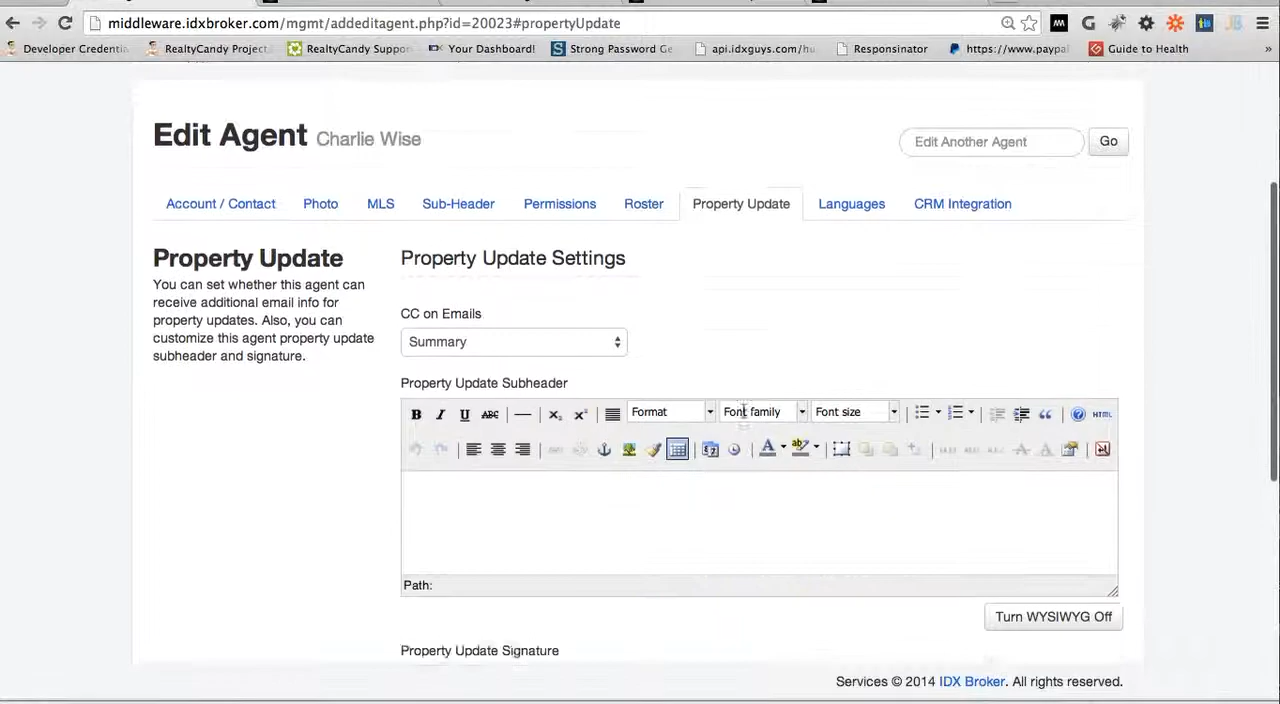 middleware.idxbroker.com/mgmt/addeditagent.php?id=20023#propertyUpdate
Developer Credentia
RealtyCandy Project
RealtyCandy Suppor
Your Dashboard!
Strong Password Ge
api.idxguys.com/hu
Responsinator
https://www.paypal
Guide to Health
»
Edit Agent Charlie Wise
Edit Another Agent
Go
Account / Contact
Photo
MLS
Sub-Header
Permissions
Roster
Property Update
Languages
CRM Integration
Property Update
You can set whether this agent can
receive additional email info for
property updates. Also, you can
customize this agent property update
subheader and signature.
Property Update Settings
CC on Emails
Summary
Property Update Subheader
B I U ABC
Format
Font family
Font size
HTML
Path:
Turn WYSIWYG Off
Property Update Signature
Services © 2014 IDX Broker. All rights reserved.